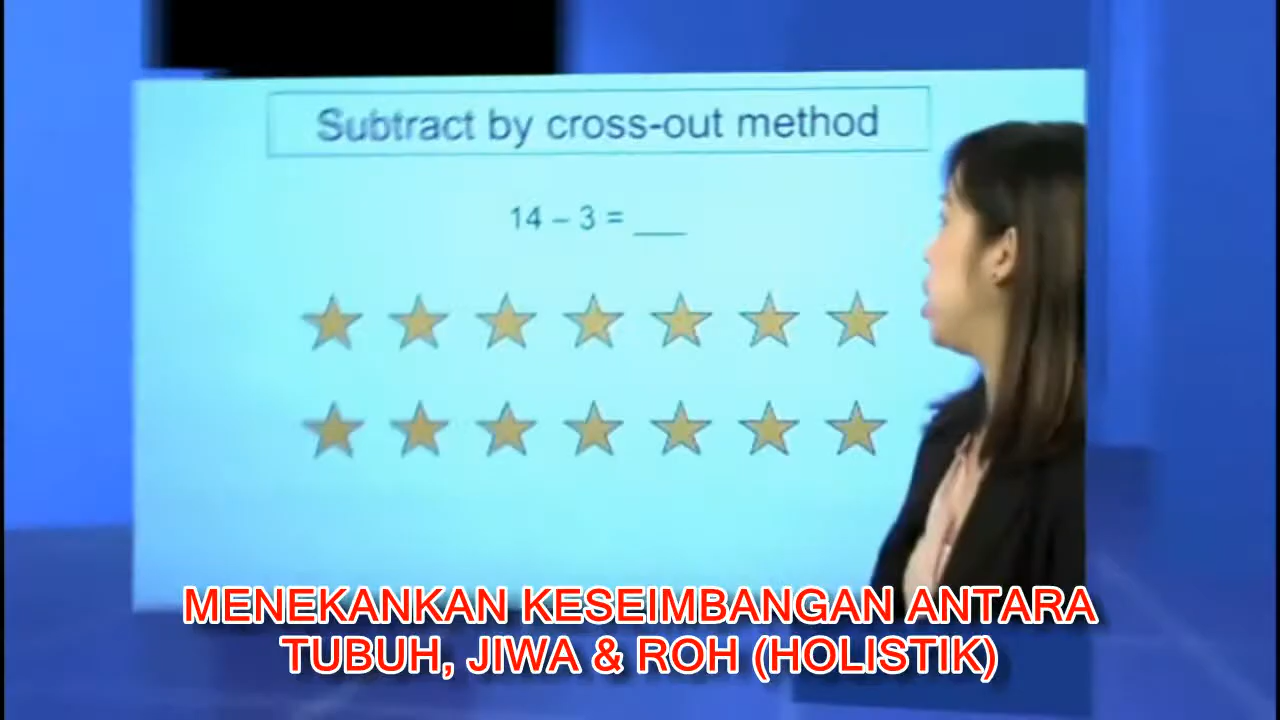 Subtract by cross-out method
14 – 3 = ___
MENEKANKAN KESEIMBANGAN ANTARA
TUBUH, JIWA & ROH (HOLISTIK)